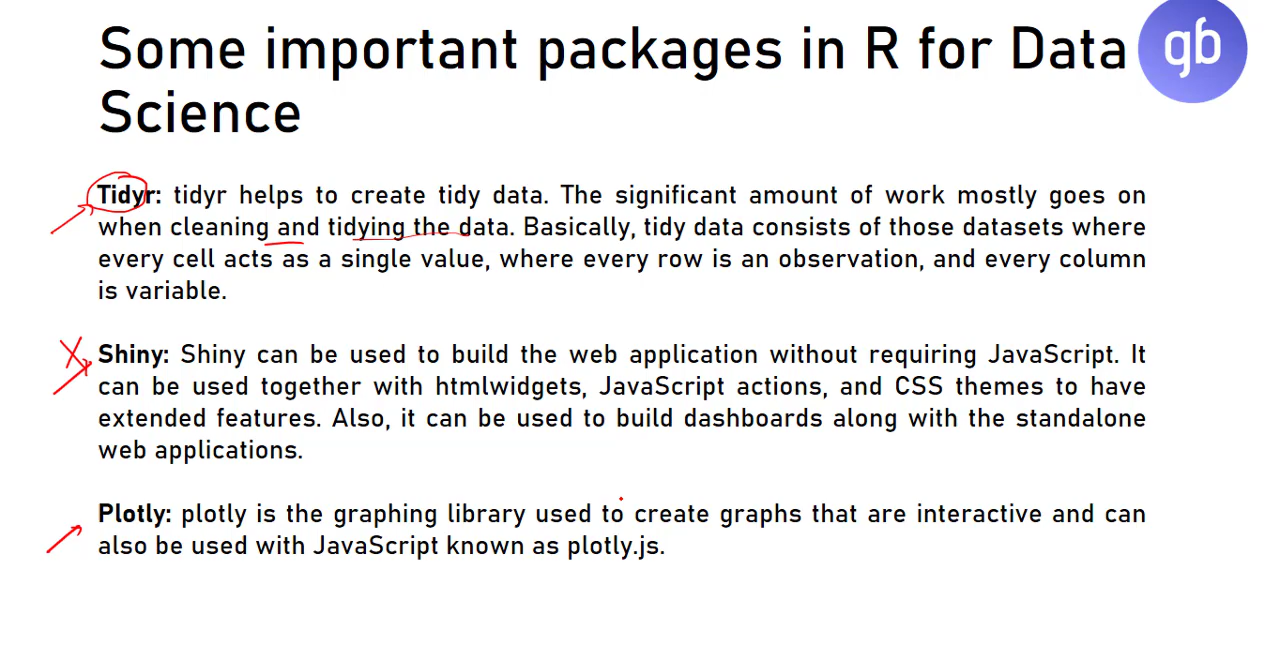 Some important packages in R for Data
Science
gb
Tidyr: tidyr helps to create tidy data. The significant amount of work mostly goes on
when cleaning and tidying the data. Basically, tidy data consists of those datasets where
every cell acts as a single value, where every row is an observation, and every column
is variable.
Shiny: Shiny can be used to build the web application without requiring JavaScript. It
can be used together with htmlwidgets, JavaScript actions, and CSS themes to have
extended features. Also, it can be used to build dashboards along with the standalone
web applications.
Plotly: plotly is the graphing library used to create graphs that are interactive and can
also be used with JavaScript known as plotly.js.